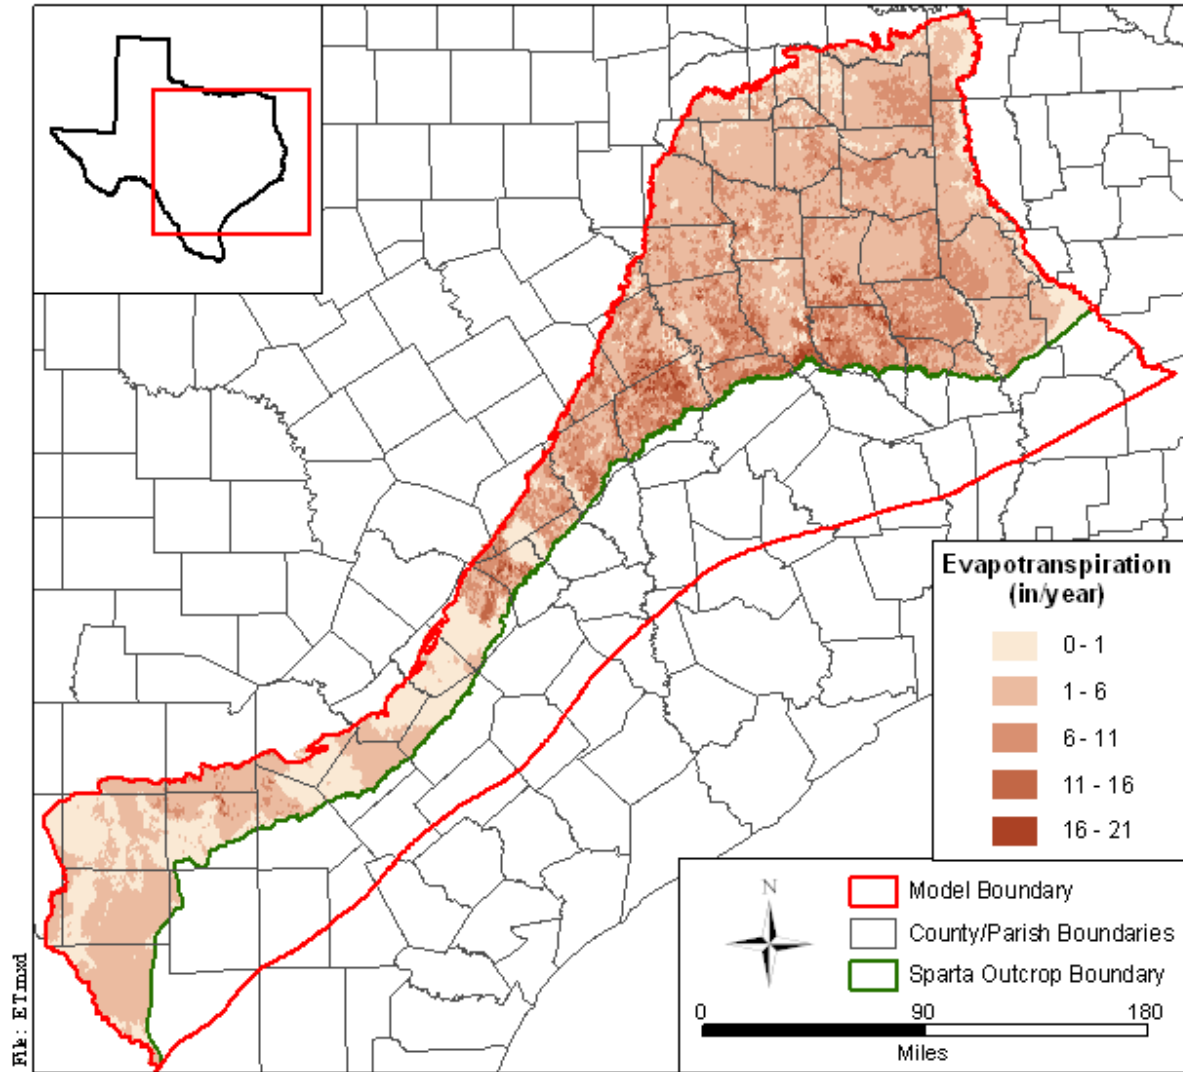 Evapotranspiration
(in/year)
0 - 1
1 - 6
6 - 11
11 - 16
16 - 21
N
Model Boundary
County/Parish Boundaries
Sparta Outcrop Boundary
0 90 180
Miles
File: ET.mxd